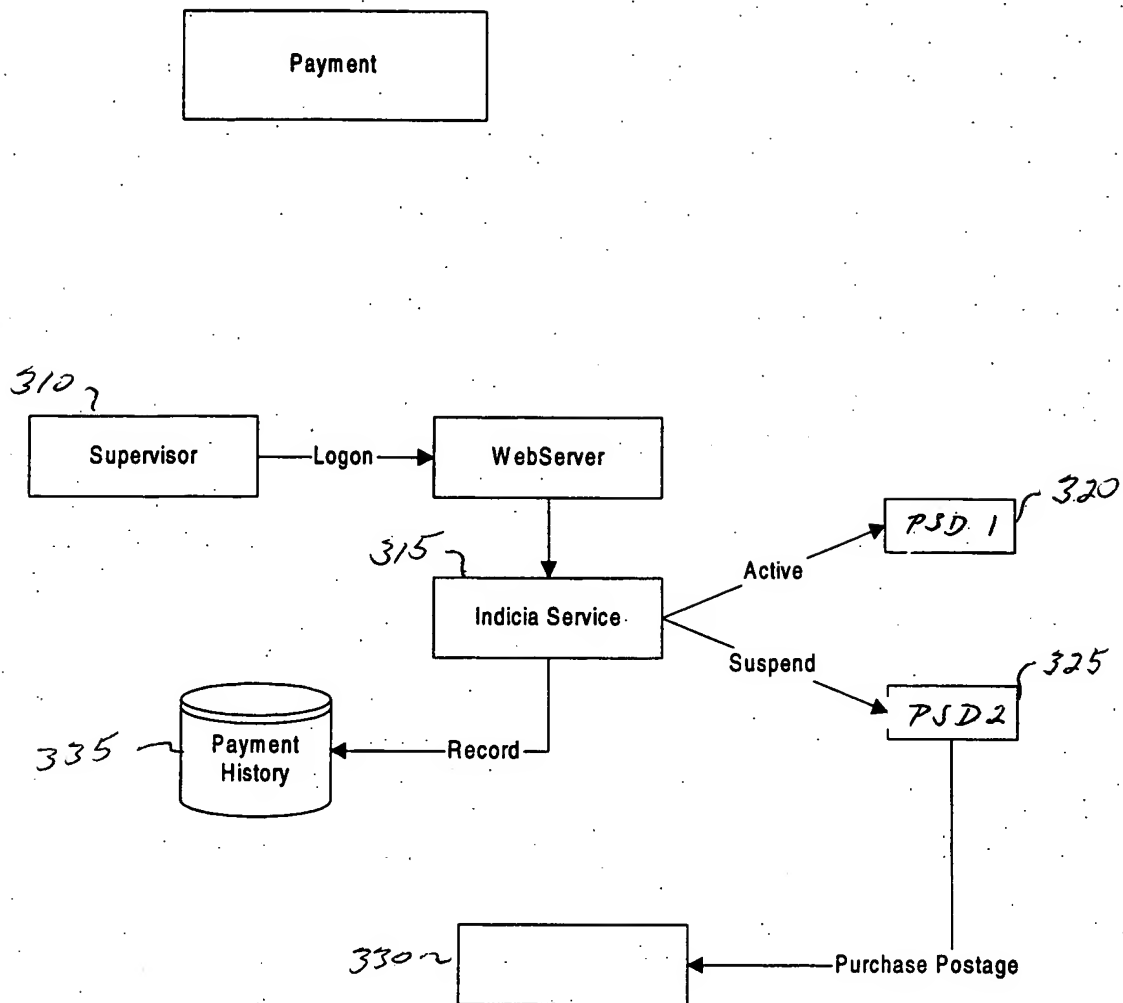 Payment
310
Supervisor
Logon
WebServer
315
Indicia Service
Active
PSD 1
320
Suspend
325
PSD2
335
Payment
History
Record
330
Purchase Postage